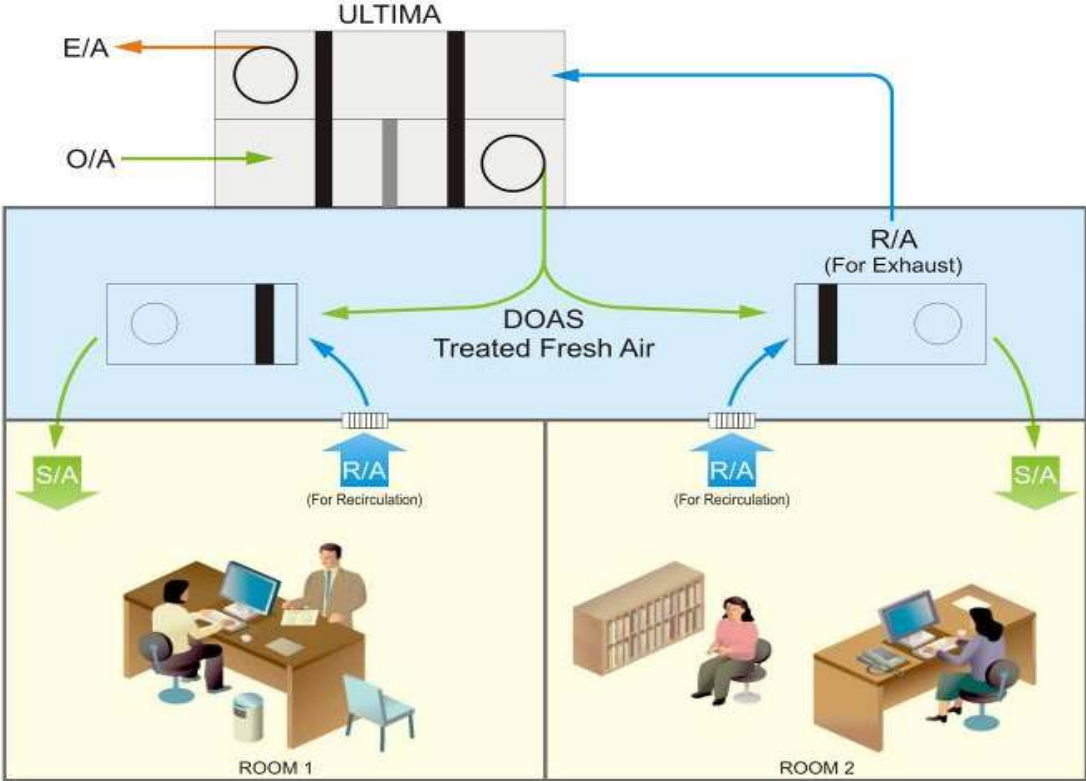 ULTIMA
E/A
O/A
R/A
(For Exhaust)
DOAS
Treated Fresh Air
S/A
R/A
(For Recirculation)
R/A
(For Recirculation)
S/A
ROOM 1
ROOM 2